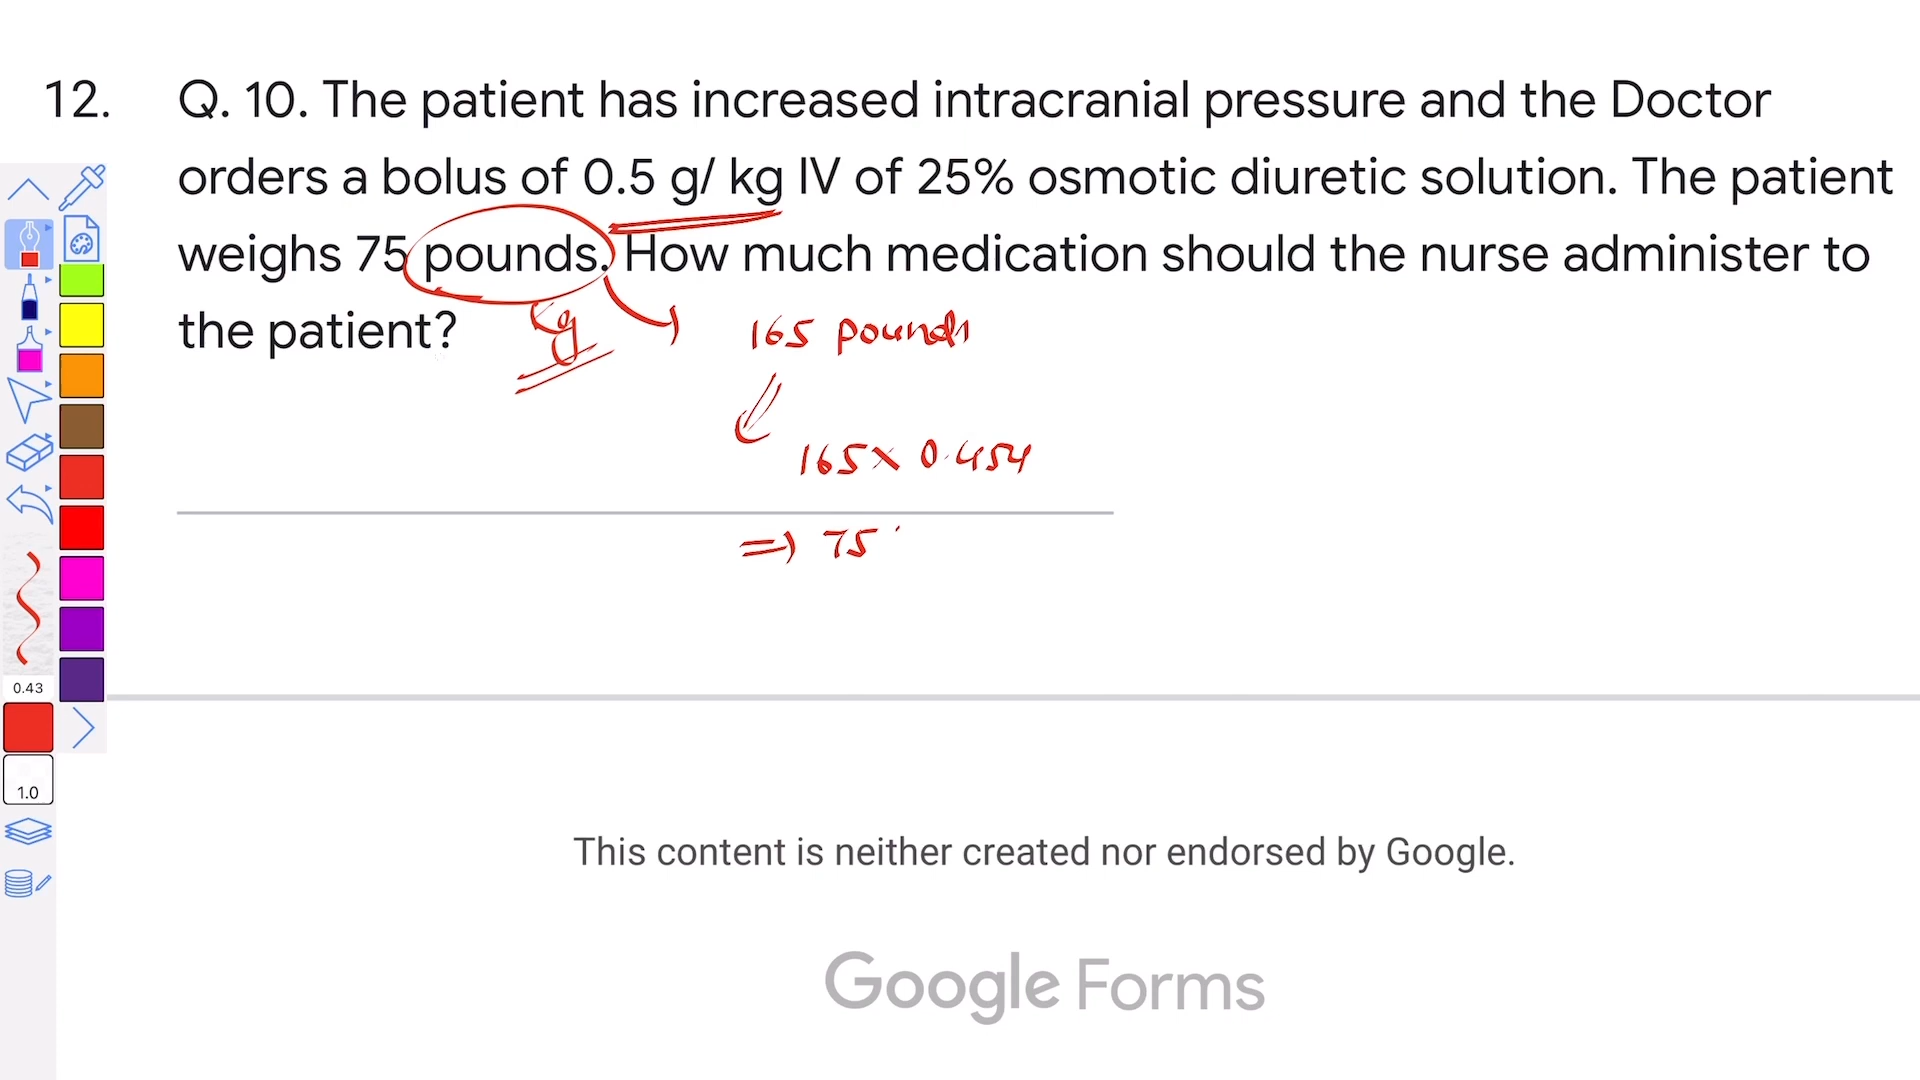 12. Q. 10. The patient has increased intracranial pressure and the Doctor
orders a bolus of 0.5 g/ kg IV of 25% osmotic diuretic solution. The patient
weighs 75 pounds. How much medication should the nurse administer to
the patient?
kg
165 pounds
165 x 0.454
=> 75
0.43
1.0
This content is neither created nor endorsed by Google.
Google Forms